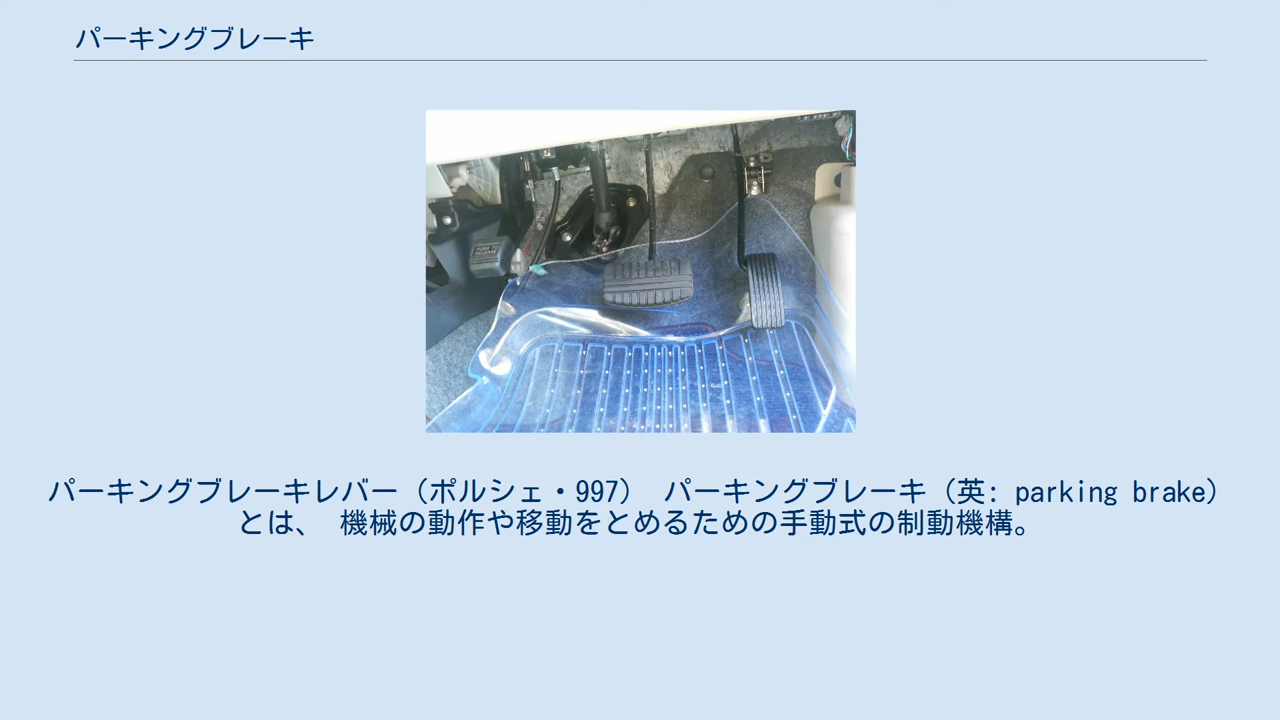 パーキングブレーキ
PUSH TO
RELEASE
パーキングブレーキレバー（ポルシェ・997） パーキングブレーキ（英: parking brake）
とは、 機械の動作や移動をとめるための手動式の制動機構。